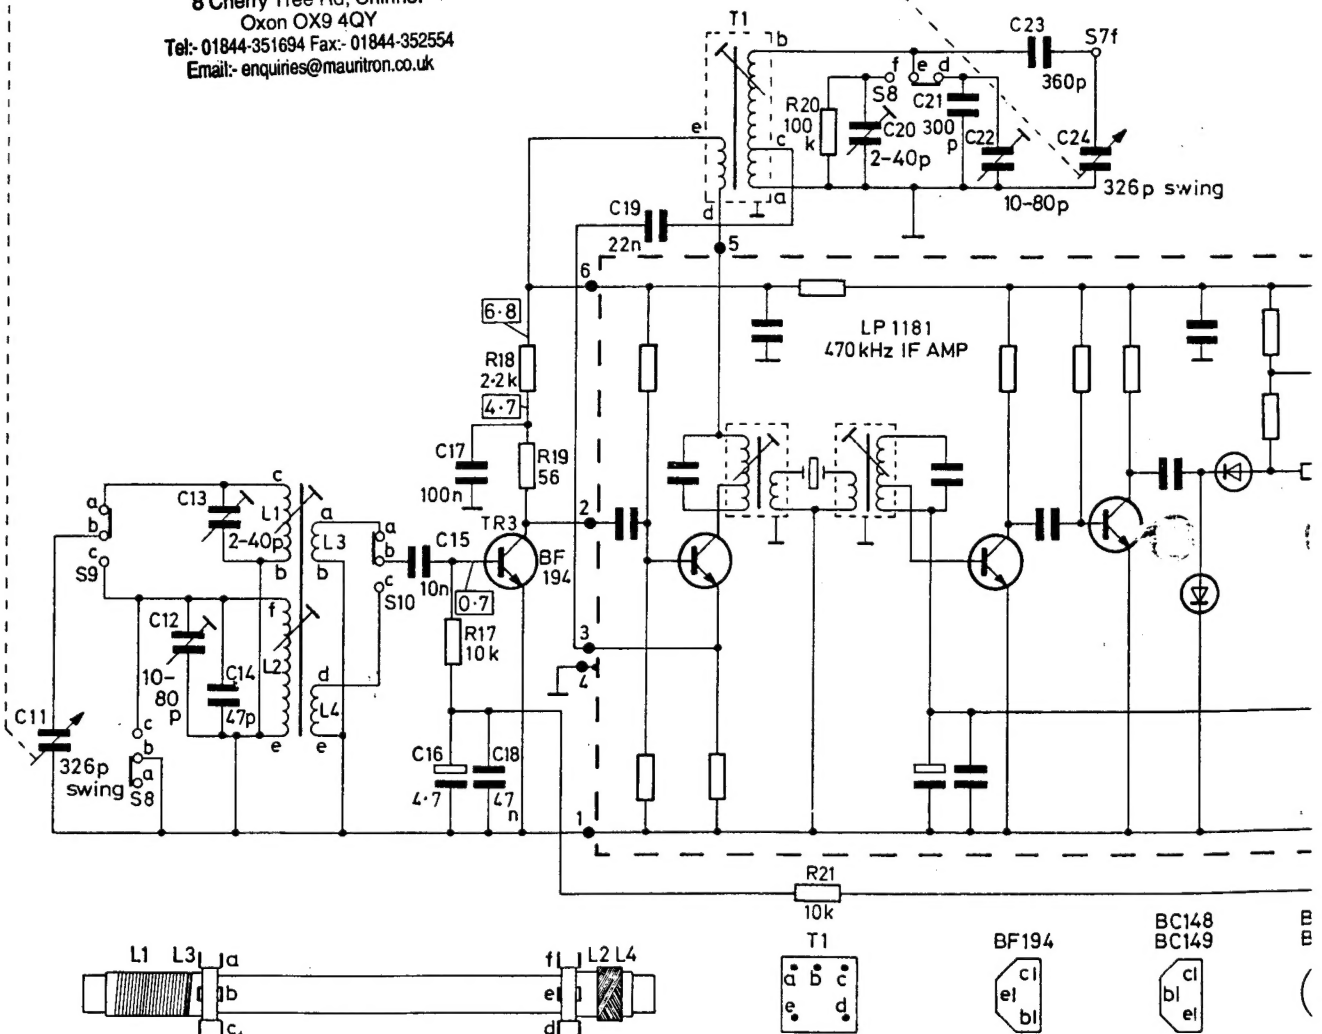 8 Cherry Tree Rd, Chinnor
Oxon OX9 4QY
Tel:- 01844-351694 Fax:- 01844-352554
Email:- enquiries@mauritron.co.uk
T1
b
C23
S7f
360p
f
e
d
S8
R20
100
k
C20
2-40p
C21
300
p
C22
10-80p
C24
326p swing
e
c
a
d
C19
22n
5
6
6·8
LP 1181
470kHz IF AMP
R18
2·2k
4·7
C17
100n
R19
56
2
TR3
BF
194
a
b
c
S9
C13
2-40p
c
L1
b
a
L3
b
a
b
c
S10
C15
10n
0·7
R17
10k
3
4
C12
10-
80
p
C14
47p
f
L2
e
d
L4
e
C11
326p
swing
c
b
a
S8
C16
4·7
C18
47
n
1
R21
10k
L1
L3
a
b
c
f
e
d
L2 L4
T1
a b c
e d
BF194
cl
el
bl
BC148
BC149
cl
bl
el
B
B